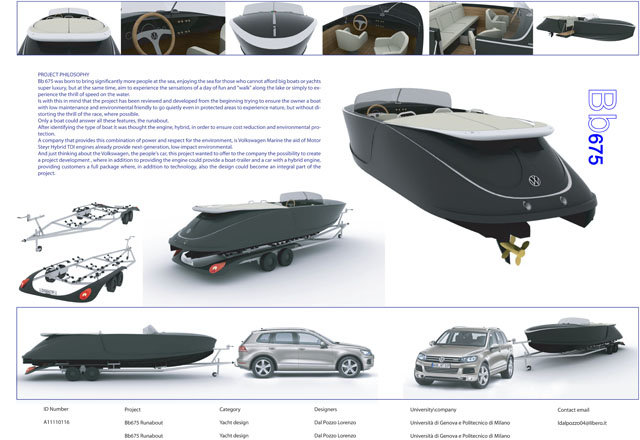 PROJECT PHILOSOPHY
Bb 675 was born to bring significantly more people at the sea, enjoying the sea for those who cannot afford big boats or yachts
super luxury, but at the same time, aim to experience the sensations of a day of fun and "walk" along the lake or simply to ex-
perience the thrill of speed on the water.
Is with this in mind that the project has been reviewed and developed from the beginning trying to ensure the owner a boat
with low maintenance and environmental friendly to go quietly even in protected areas to experience nature, but without di-
storting the thrill of the race, where possible.
Only a boat could answer all these features, the runabout.
After identifying the type of boat it was thought the engine, hybrid, in order to ensure cost reduction and environmental pro-
tection.
A company that provides this combination of power and respect for the environment, is Volkswagen Marine the aid of Motor
Steyr Hybrid TDI engines already provide next-generation, low impact environmental.
And just thinking about the Volkswagen, the people's car, this project wanted to offer to the company the possibility to create
a project development , where in addition to providing the engine could provide a boat-trailer and a car with a hybrid engine,
providing customers a full package where, in addition to technology, also the design could become an integral part of the
project.
Bb675
ID Number Project Category Designers University\company Contact email
A11110116 Bb675 Runabout Yacht design Dal Pozzo Lorenzo Università di Genova e Politecnico di Milano ldalpozzo04@libero.it
Bb675 Runabout Yacht design Dal Pozzo Lorenzo Università di Genova e Politecnico di Milano